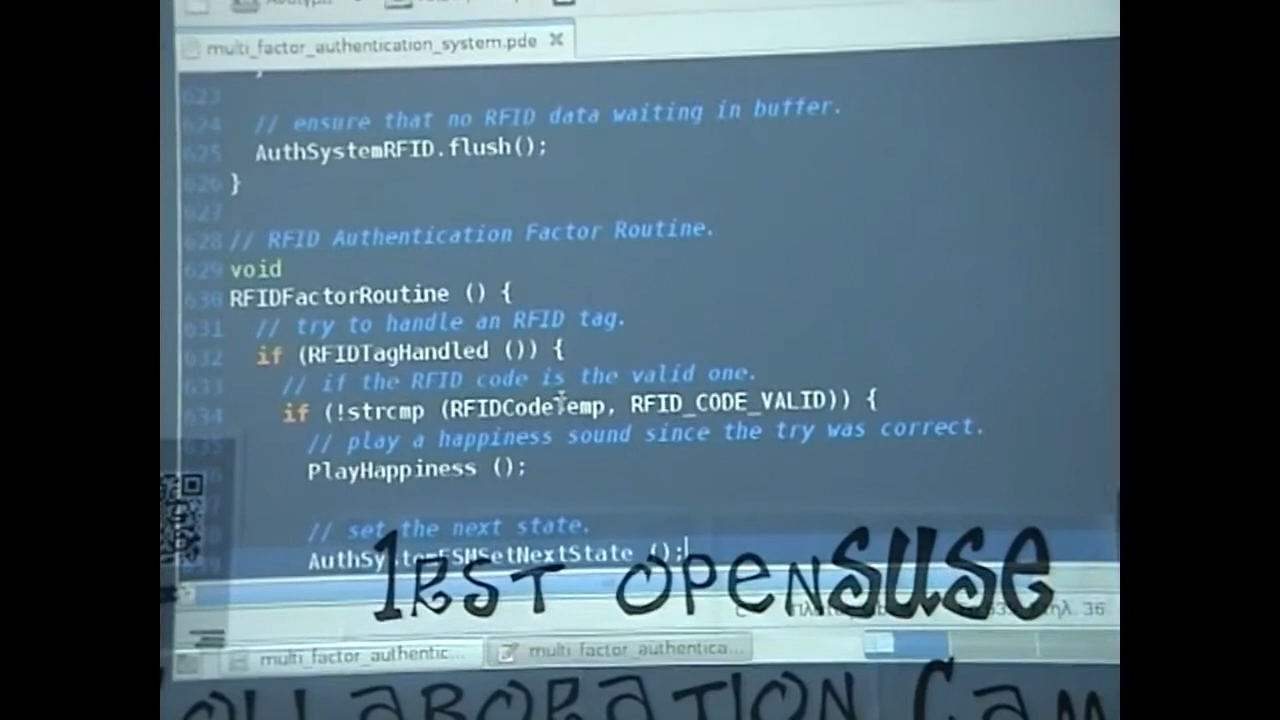 multi_factor_authentication_system.pde
623 }
624 // ensure that no RFID data waiting in buffer.
625 AuthSystemRFID.flush();
626 }
627
628 // RFID Authentication Factor Routine.
629 void
630 RFIDFactorRoutine () {
631 // try to handle an RFID tag.
632 if (RFIDTagHandled ()) {
633 // if the RFID code is the valid one.
634 if (!strcmp (RFIDCodeTemp, RFID_CODE_VALID)) {
// play a happiness sound since the try was correct.
PlayHappiness ();
// set the next state.
AuthSystemFSMSetNextState ();
1RST OPENSUSE
36
multi_factor_authentic...
multi_factor_authentica...
COLLABORATION CAM